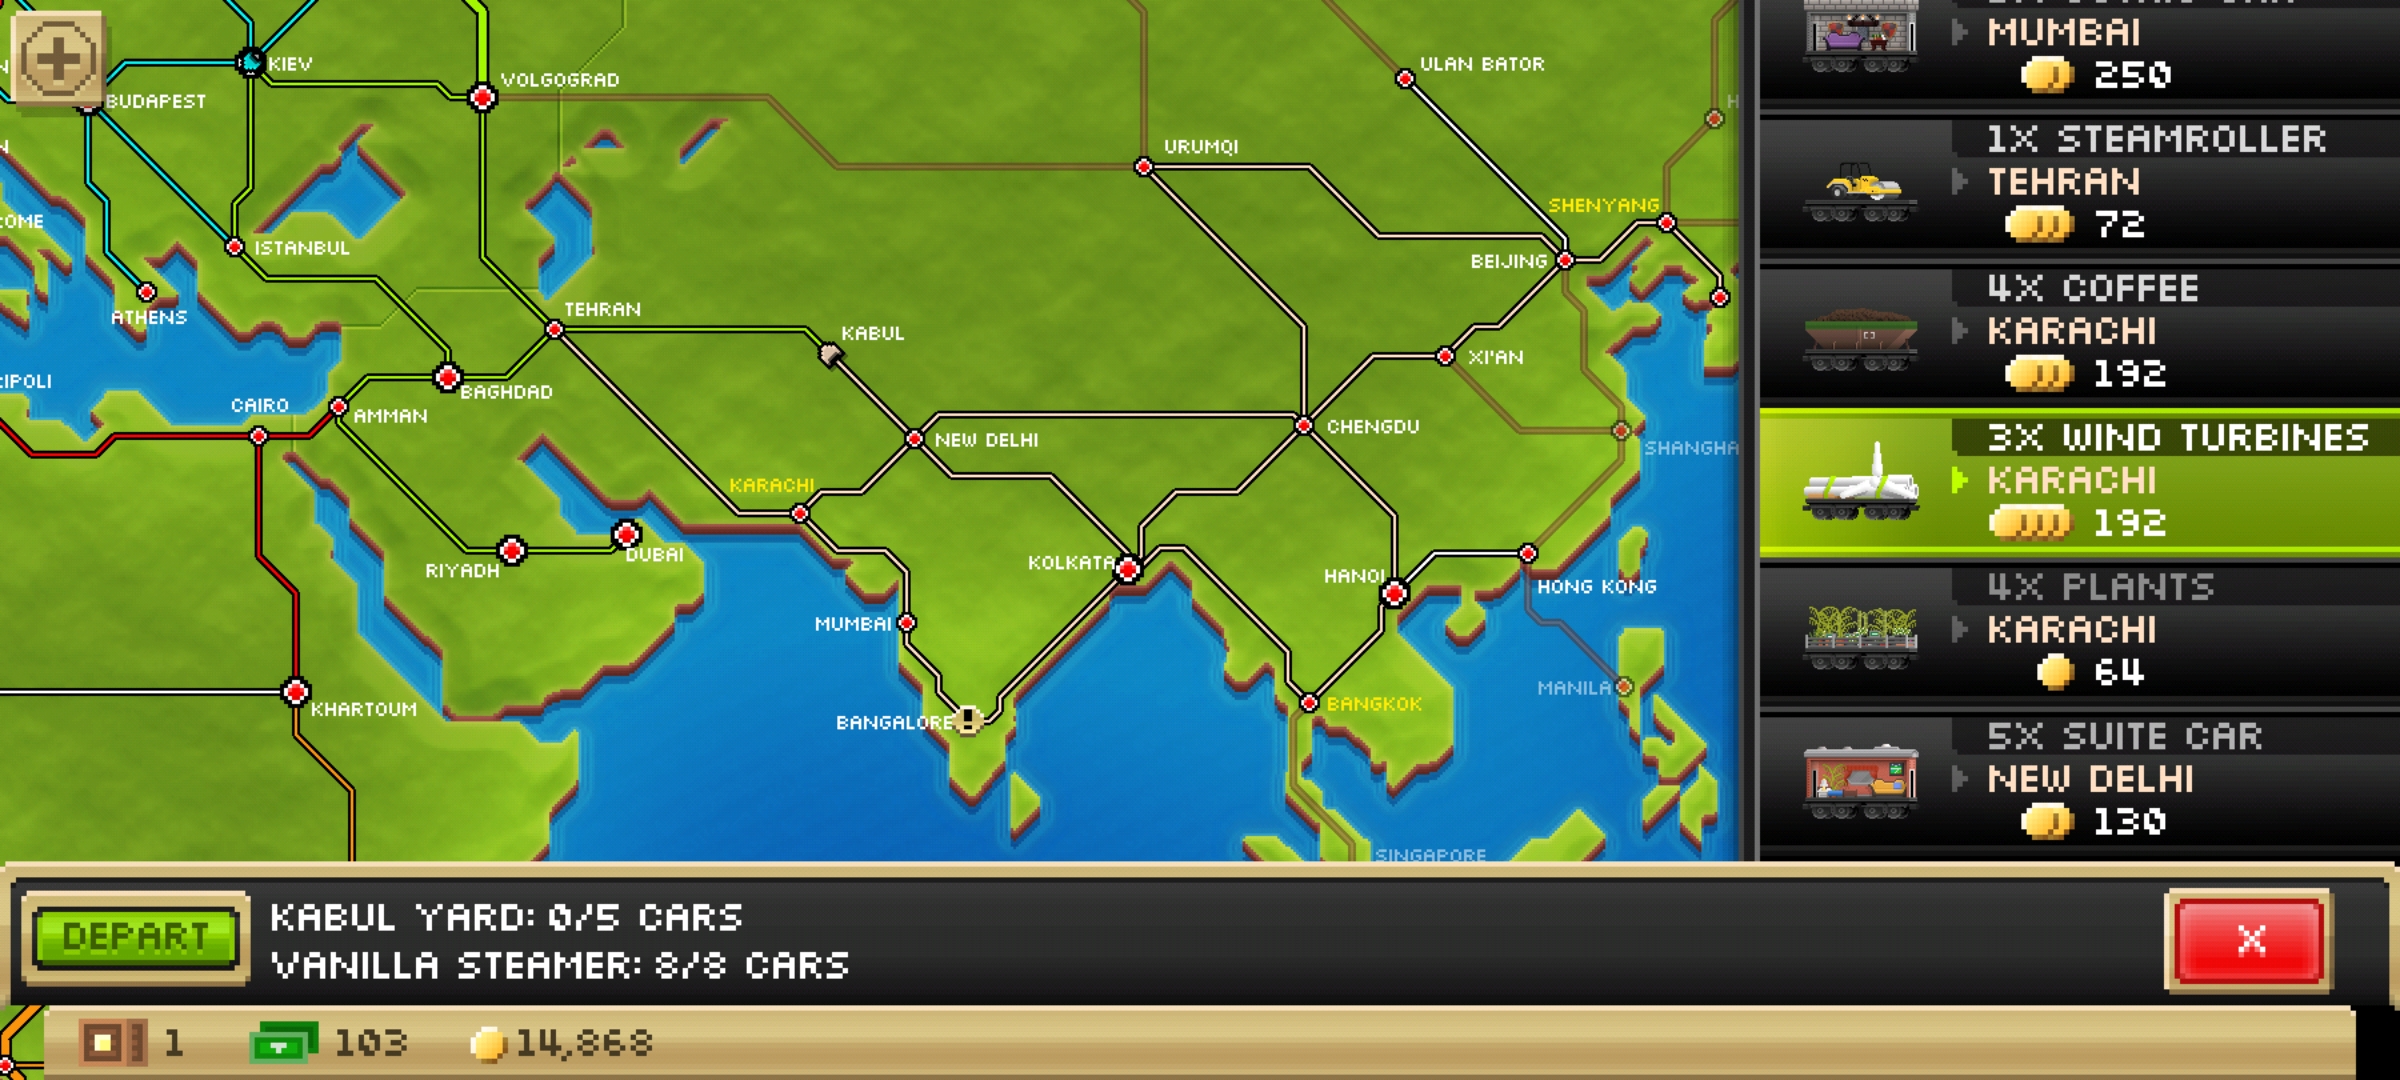 KIEV
VOLGOGRAD
BUDAPEST
ULAN BATOR
URUMQI
SHENYANG
BEIJING
ISTANBUL
ATHENS
TEHRAN
KABUL
XI'AN
BAGHDAD
CAIRO
AMMAN
CHENGDU
NEW DELHI
KARACHI
KOLKATA
RIYADH
DUBAI
HANOI
HONG KONG
MUMBAI
MANILA
KHARTOUM
BANGALORE
BANGKOK
SINGAPORE
MUMBAI
250
1X STEAMROLLER
TEHRAN
72
4X COFFEE
KARACHI
192
3X WIND TURBINES
KARACHI
192
4X PLANTS
KARACHI
64
5X SUITE CAR
NEW DELHI
130
DEPART
KABUL YARD: 0/5 CARS
VANILLA STEAMER: 8/8 CARS
X
1
103
14,868